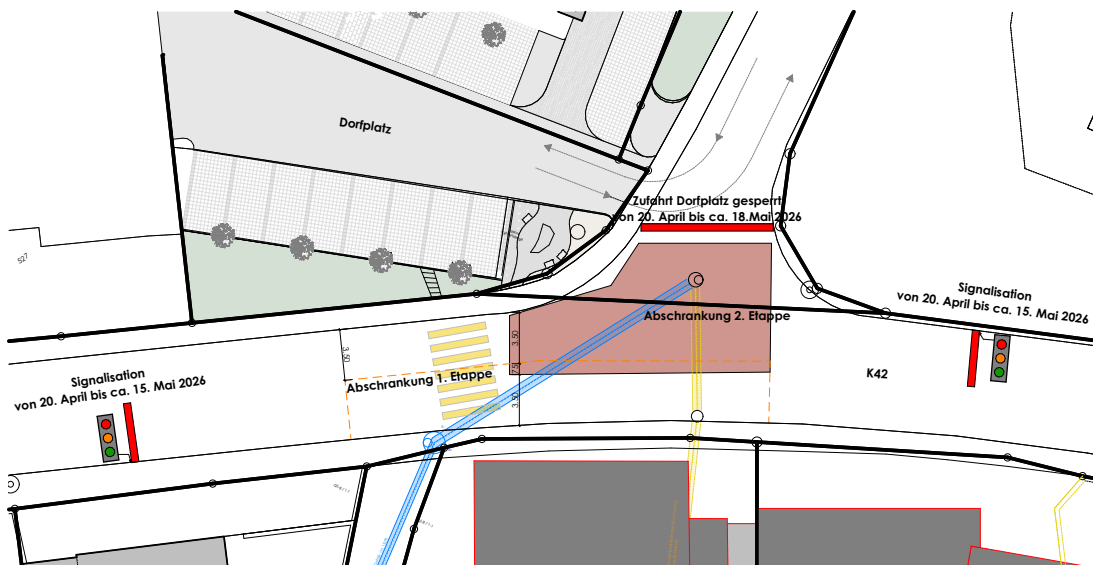 Dorfplatz
Zufahrt Dorfplatz gesperrt
von 20. April bis ca. 18.Mai 2026
527
Signalisation
von 20. April bis ca. 15. Mai 2026
Abschrankung 2. Etappe
3.50
3.50
Abschrankung 1. Etappe
K42
Signalisation
von 20. April bis ca. 15. Mai 2026
3.50